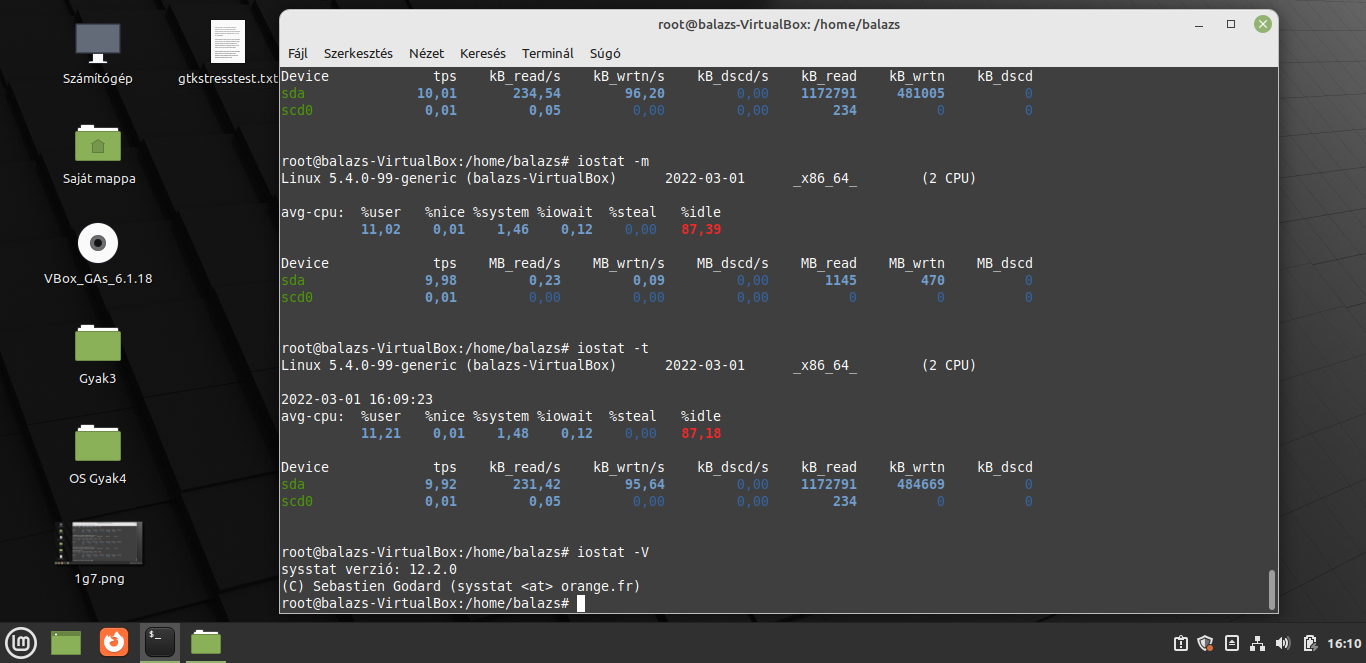 root@balazs-VirtualBox: /home/balazs
Fájl Szerkesztés Nézet Keresés Terminál Súgó
Számítógép
gtkstresstest.txt
Saját mappa
VBox_GAs_6.1.18
Gyak3
OS Gyak4
1g7.png
Device tps kB_read/s kB_wrtn/s kB_dscd/s kB_read kB_wrtn kB_dscd
sda 10,01 234,54 96,20 0,00 1172791 481005 0
scd0 0,01 0,05 0,00 0,00 234 0 0
root@balazs-VirtualBox:/home/balazs# iostat -m
Linux 5.4.0-99-generic (balazs-VirtualBox) 2022-03-01 _x86_64_ (2 CPU)
avg-cpu: %user %nice %system %iowait %steal %idle
11,02 0,01 1,46 0,12 0,00 87,39
Device tps MB_read/s MB_wrtn/s MB_dscd/s MB_read MB_wrtn MB_dscd
sda 9,98 0,23 0,09 0,00 1145 470 0
scd0 0,01 0,00 0,00 0,00 0 0 0
root@balazs-VirtualBox:/home/balazs# iostat -t
Linux 5.4.0-99-generic (balazs-VirtualBox) 2022-03-01 _x86_64_ (2 CPU)
2022-03-01 16:09:23
avg-cpu: %user %nice %system %iowait %steal %idle
11,21 0,01 1,48 0,12 0,00 87,18
Device tps kB_read/s kB_wrtn/s kB_dscd/s kB_read kB_wrtn kB_dscd
sda 9,92 231,42 95,64 0,00 1172791 484669 0
scd0 0,01 0,05 0,00 0,00 234 0 0
root@balazs-VirtualBox:/home/balazs# iostat -V
sysstat verzió: 12.2.0
(C) Sebastien Godard (sysstat <at> orange.fr)
root@balazs-VirtualBox:/home/balazs#
16:10